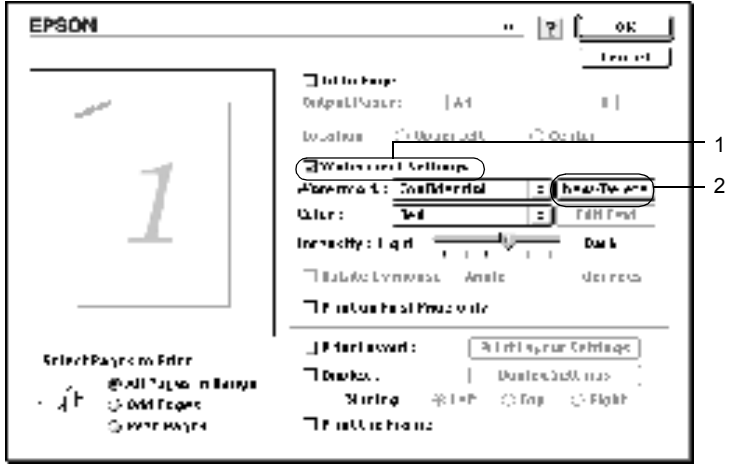 EPSON
?
OK
Cancel
Fit to Page
Output Paper: A4
1
Location: Upper Left Center
Watermark Settings
1
Watermark: Confidential New/Delete
2
Color: Red Edit Text
Intensity: Light Dark
Rotate by mouse Angle degrees
Print on First Page only
Print Layout: Print Layout Settings
Select Pages to Print
All Pages in Range
Odd Pages
Even Pages
Duplex: Duplex Settings
Binding Left Top Right
Print the Frame